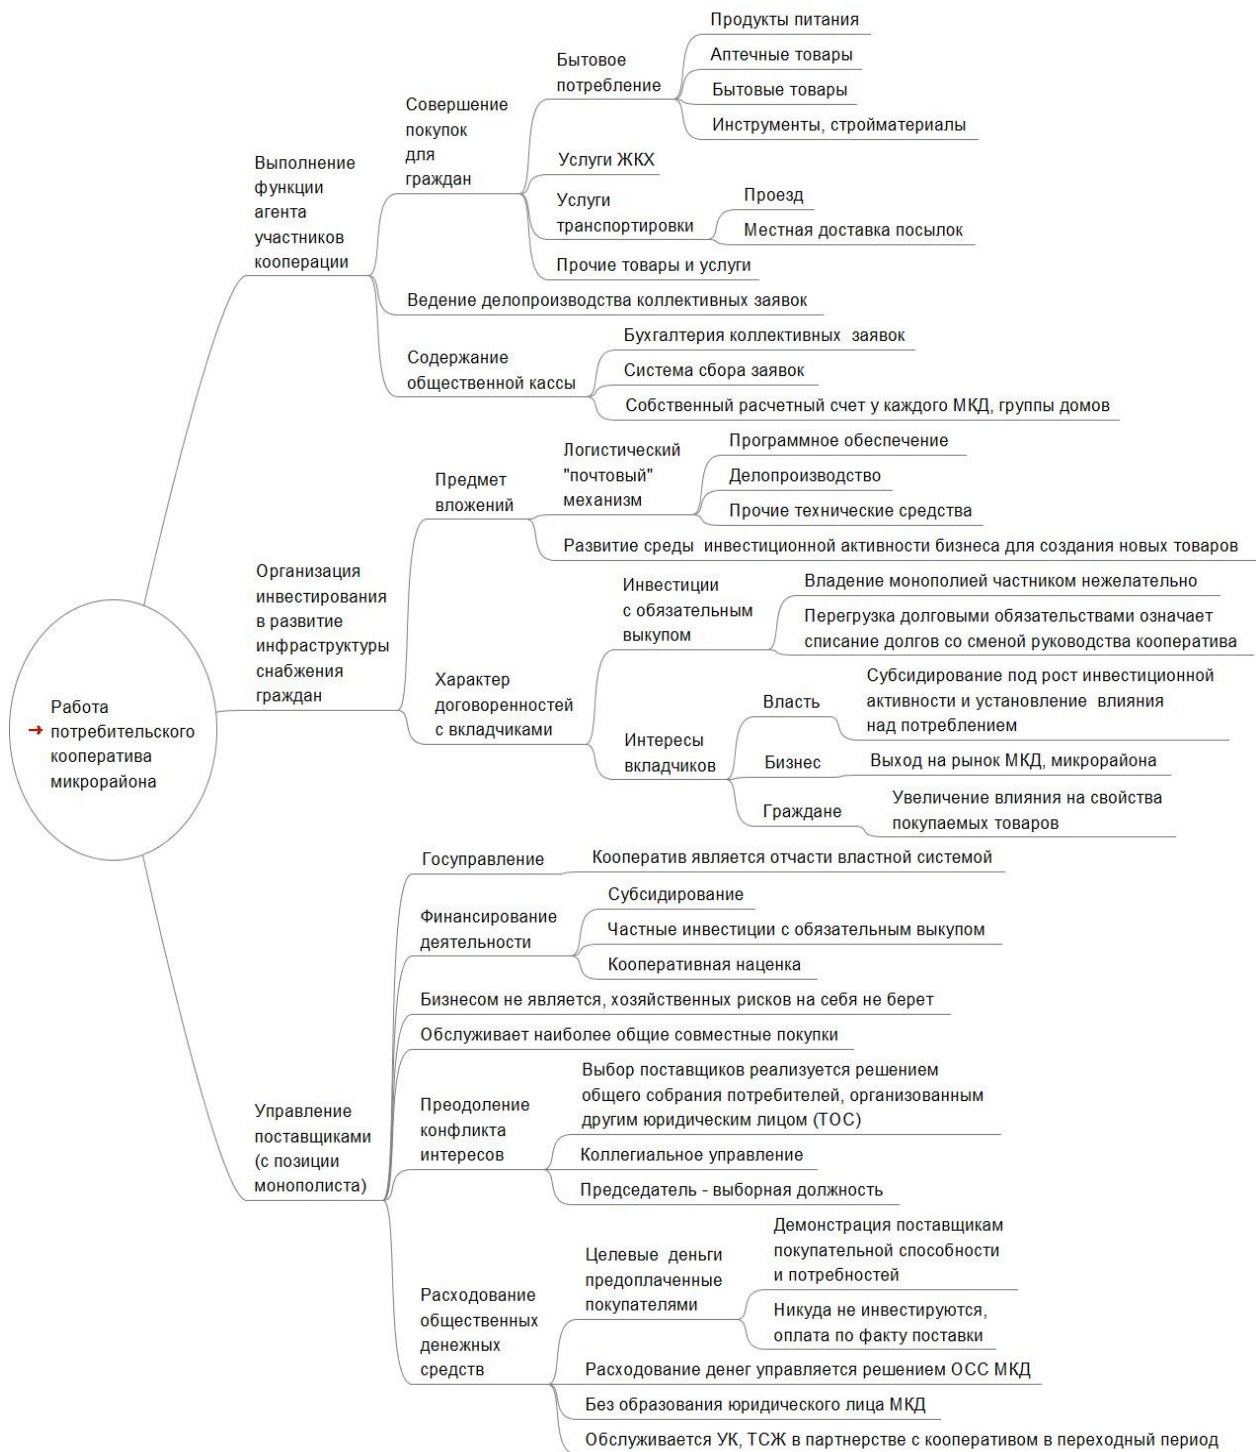 Работа
потребительского
кооператива
микрорайона
Выполнение
функции
агента
участников
кооперации
Совершение
покупок
для
граждан
Бытовое
потребление
Продукты питания
Аптечные товары
Бытовые товары
Инструменты, стройматериалы
Услуги ЖКХ
Услуги
транспортировки
Проезд
Местная доставка посылок
Прочие товары и услуги
Ведение делопроизводства коллективных заявок
Содержание
общественной кассы
Бухгалтерия коллективных  заявок
Система сбора заявок
Собственный расчетный счет у каждого МКД, группы домов
Организация
инвестирования
в развитие
инфраструктуры
снабжения
граждан
Предмет
вложений
Логистический
"почтовый"
механизм
Программное обеспечение
Делопроизводство
Прочие технические средства
Развитие среды  инвестиционной активности бизнеса для создания новых товаров
Характер
договоренностей
с вкладчиками
Инвестиции
с обязательным
выкупом
Владение монополией частником нежелательно
Перегрузка долговыми обязательствами означает
списание долгов со сменой руководства кооператива
Интересы
вкладчиков
Власть
Субсидирование под рост инвестиционной
активности и установление  влияния
над потреблением
Бизнес
Выход на рынок МКД, микрорайона
Граждане
Увеличение влияния на свойства
покупаемых товаров
Управление
поставщиками
(с позиции
монополиста)
Госуправление
Кооператив является отчасти властной системой
Финансирование
деятельности
Субсидирование
Частные инвестиции с обязательным выкупом
Кооперативная наценка
Бизнесом не является, хозяйственных рисков на себя не берет
Обслуживает наиболее общие совместные покупки
Преодоление
конфликта
интересов
Выбор поставщиков реализуется решением
общего собрания потребителей, организованным
другим юридическим лицом (ТОС)
Коллегиальное управление
Председатель - выборная должность
Расходование
общественных
денежных
средств
Целевые  деньги
предоплаченные
покупателями
Демонстрация поставщикам
покупательной способности
и потребностей
Никуда не инвестируются,
оплата по факту поставки
Расходование денег управляется решением ОСС МКД
Без образования юридического лица МКД
Обслуживается УК, ТСЖ в партнерстве с кооперативом в переходный период